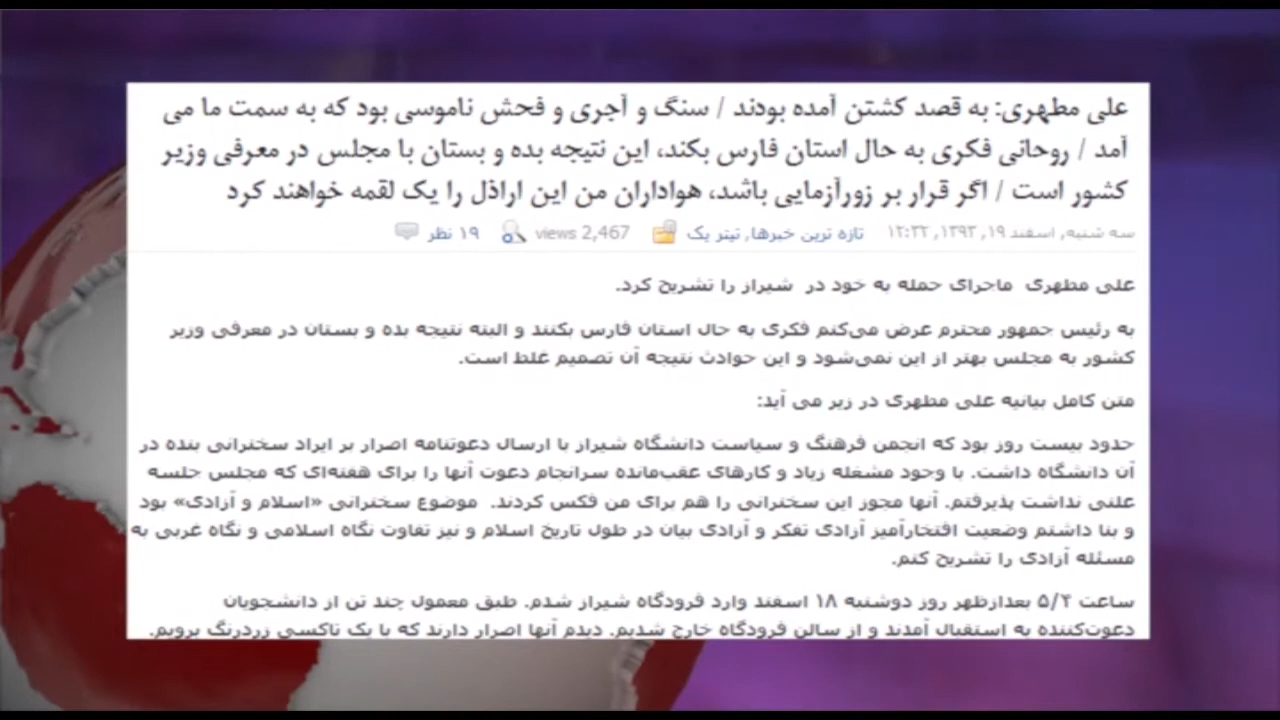 علی مطهری: به قصد کشتن آمده بودند / سنگ و آجری و فحش ناموسی بود که به سمت ما می
آمد / روحانی فکری به حال استان فارس بکند، این نتیجه بده و بستان با مجلس در معرفی وزیر
کشور است / اگر قرار بر زورآزمایی باشد، هواداران من این اراذل را یک لقمه خواهند کرد
سه شنبه, اسفند ۱۹, ۱۳۹۳, ۱۲:۳۲ تازه ترین خبرها, تیتر یک 2,467 views ۱۹ نظر
علی مطهری ماجرای حمله به خود در شیراز را تشریح کرد.
به رئیس جمهور محترم عرض می‌کنم فکری به حال استان فارس بکنند و البته نتیجه بده و بستان در معرفی وزیر
کشور به مجلس بهتر از این نمی‌شود و این حوادث نتیجه آن تصمیم غلط است.
متن کامل بیانیه علی مطهری در زیر می آید:
حدود بیست روز بود که انجمن فرهنگ و سیاست دانشگاه شیراز با ارسال دعوتنامه اصرار بر ایراد سخنرانی بنده در
آن دانشگاه داشت. با وجود مشغله زیاد و کارهای عقب‌مانده سرانجام دعوت آنها را برای هفته‌ای که مجلس جلسه
علنی نداشت پذیرفتم. آنها مجوز این سخنرانی را هم برای من فکس کردند. موضوع سخنرانی «اسلام و آزادی» بود
و بنا داشتم وضعیت افتخارآمیز آزادی تفکر و آزادی بیان در طول تاریخ اسلام و نیز تفاوت نگاه اسلامی و نگاه غربی به
مسئله آزادی را تشریح کنم.
ساعت ۵/۴ بعدازظهر روز دوشنبه ۱۸ اسفند وارد فرودگاه شیراز شدم. طبق معمول چند تن از دانشجویان
دعوت‌کننده به استقبال آمدند و از سالن فرودگاه خارج شدیم. دیدم آنها اصرار دارند که با یک تاکسی زردرنگ برویم.